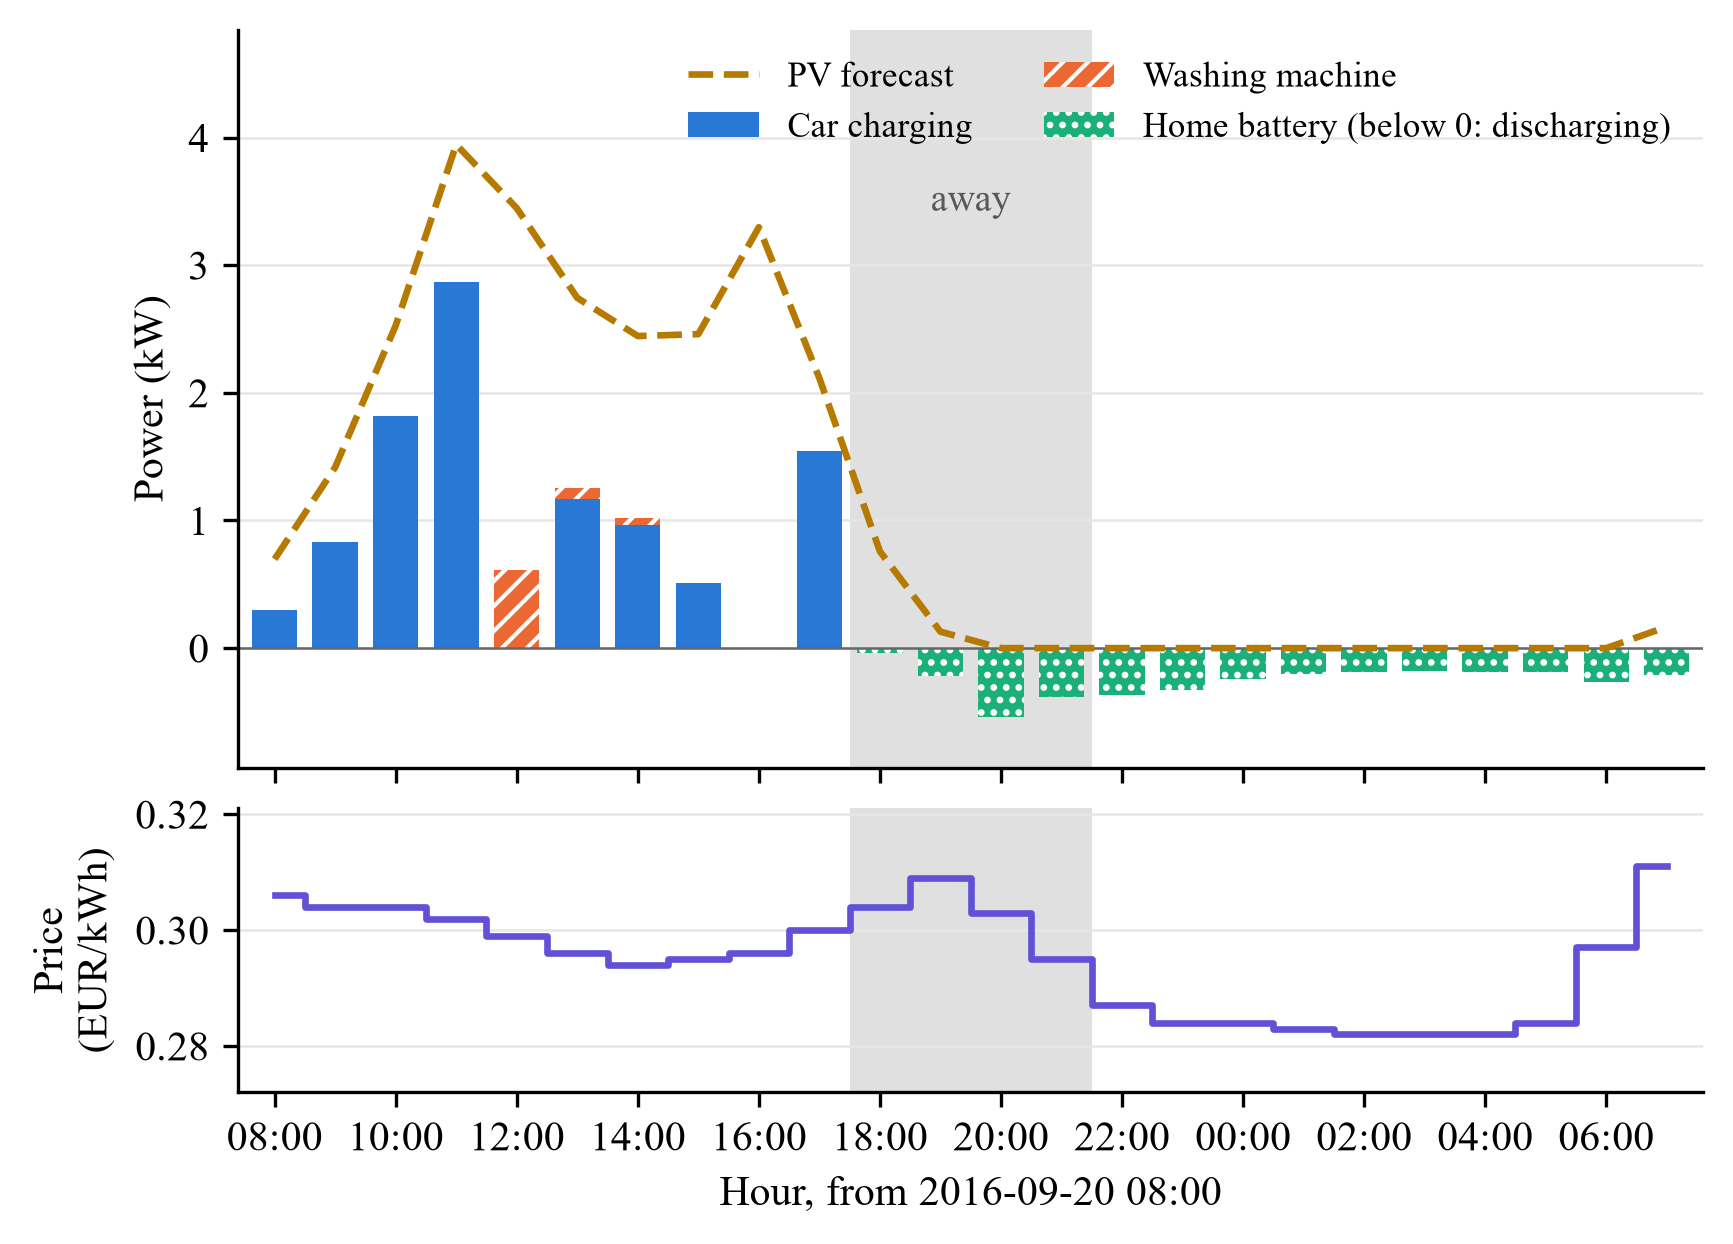 PV forecast
Car charging
Washing machine
Home battery (below 0: discharging)
away
Power (kW)
4
3
2
1
0
Price
(EUR/kWh)
0.32
0.30
0.28
08:00 10:00 12:00 14:00 16:00 18:00 20:00 22:00 00:00 02:00 04:00 06:00
Hour, from 2016-09-20 08:00